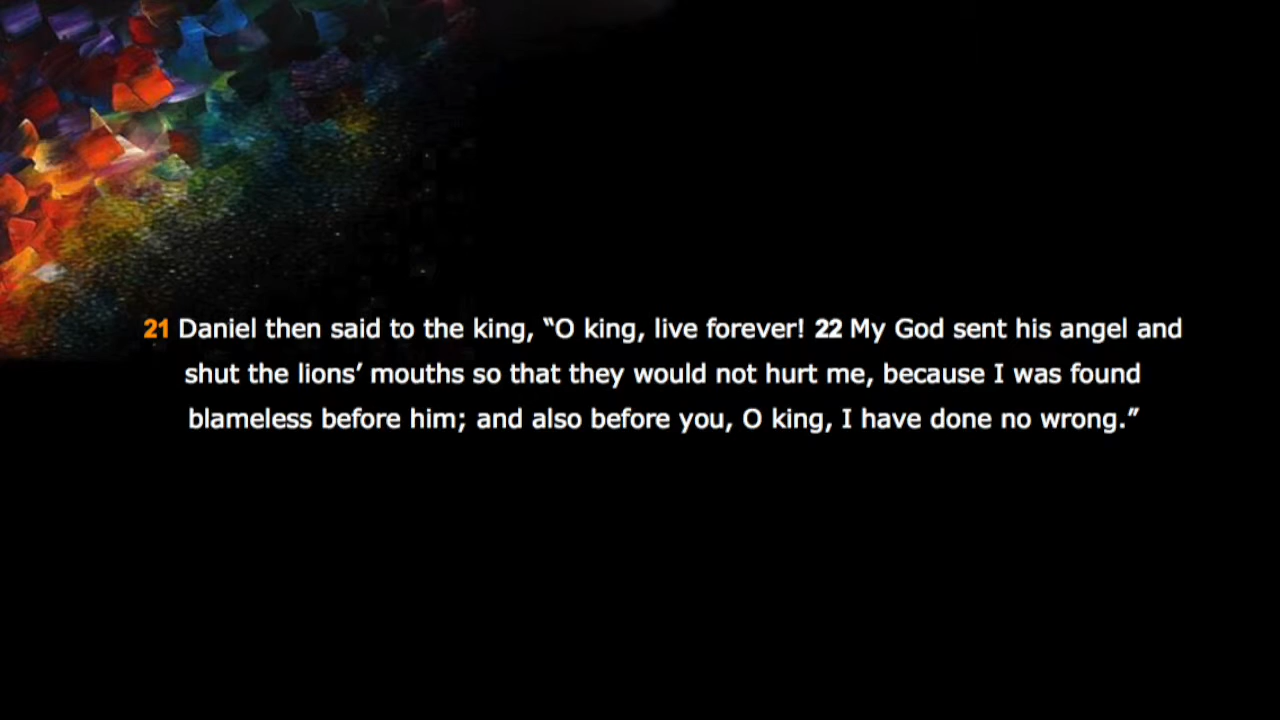 21 Daniel then said to the king, “O king, live forever! 22 My God sent his angel and
shut the lions’ mouths so that they would not hurt me, because I was found
blameless before him; and also before you, O king, I have done no wrong.”